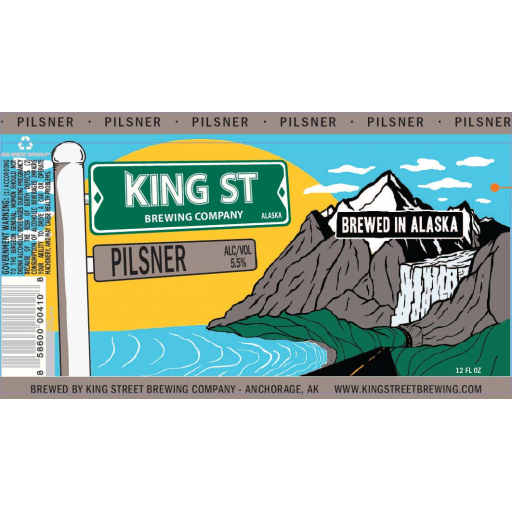 · PILSNER · PILSNER · PILSNER · PILSNER · PILSNER · PILSNER
KING ST
BREWING COMPANY
ALASKA
PILSNER
ALC/VOL
5.5%
BREWED IN ALASKA
GOVERNMENT WARNING: (1) ACCORDING
TO THE SURGEON GENERAL, WOMEN SHOULD NOT
DRINK ALCOHOLIC BEVERAGES DURING PREGNANCY
BECAUSE OF THE RISK OF BIRTH DEFECTS. (2)
CONSUMPTION OF ALCOHOLIC BEVERAGES IMPAIRS
YOUR ABILITY TO DRIVE A CAR OR OPERATE
MACHINERY, AND MAY CAUSE HEALTH PROBLEMS.
8 58600 00410 8
12 FL OZ
BREWED BY KING STREET BREWING COMPANY - ANCHORAGE, AK WWW.KINGSTREETBREWING.COM